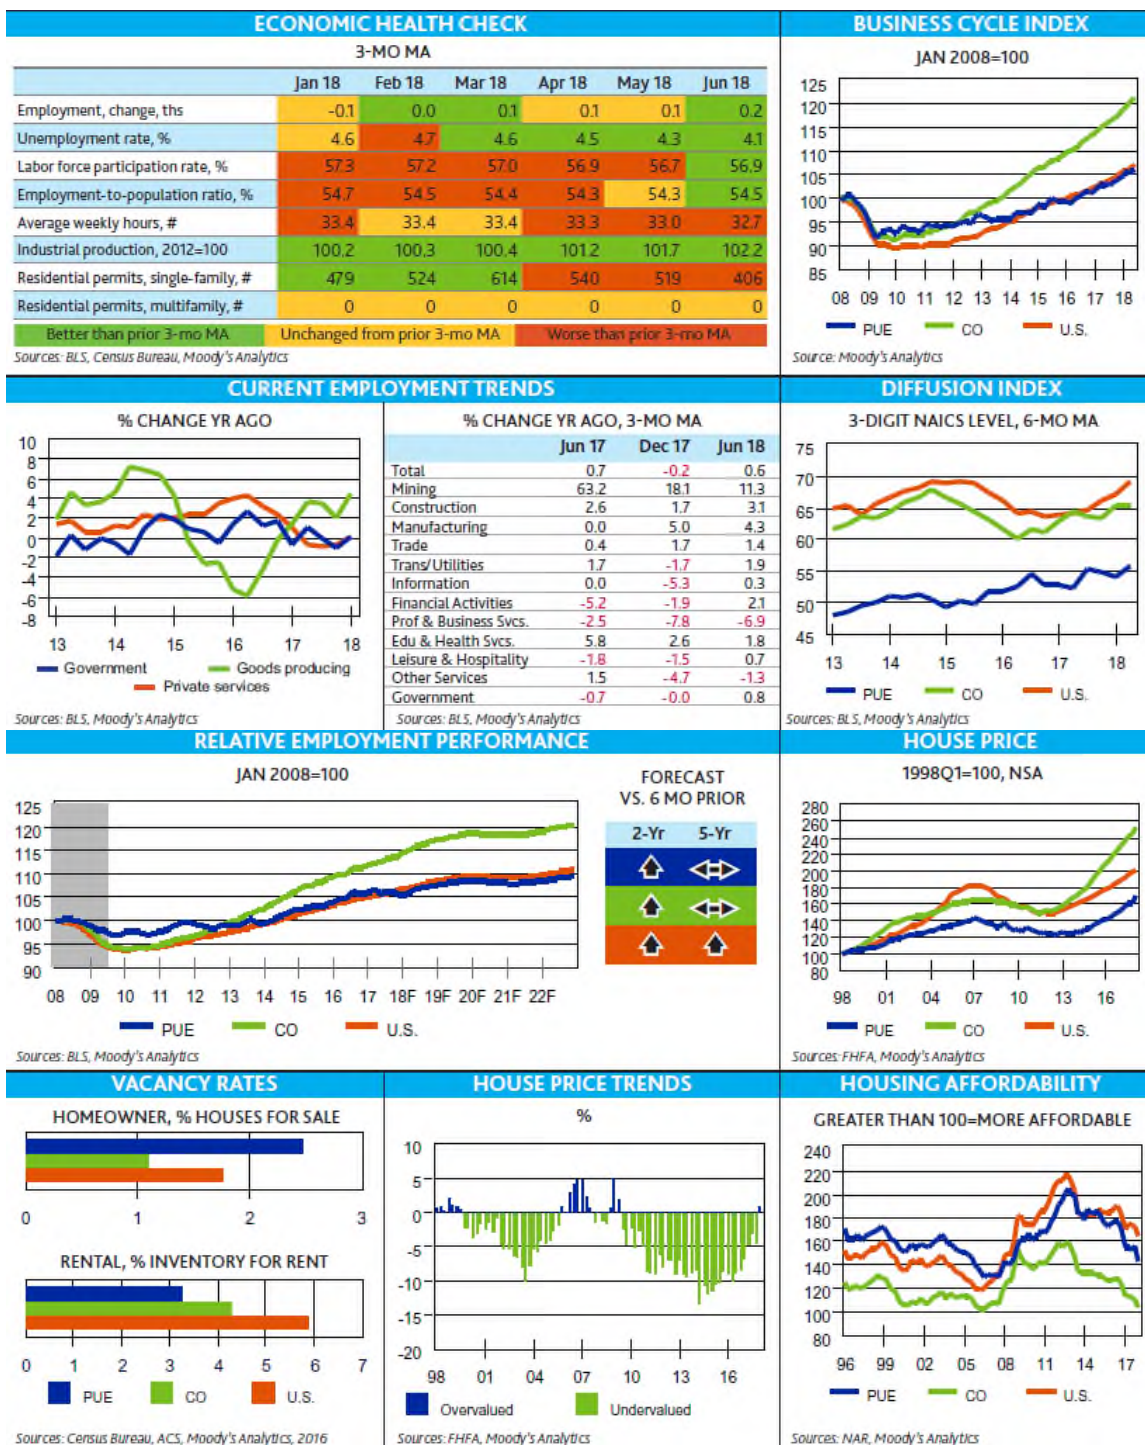 ECONOMIC HEALTH CHECK
3-MO MA
Jan 18 Feb 18 Mar 18 Apr 18 May 18 Jun 18
Employment, change, ths -0.1 0.0 0.1 0.1 0.1 0.2
Unemployment rate, % 4.6 4.7 4.6 4.5 4.3 4.1
Labor force participation rate, % 57.3 57.2 57.0 56.9 56.7 56.9
Employment-to-population ratio, % 54.7 54.5 54.4 54.3 54.3 54.5
Average weekly hours, # 33.4 33.4 33.4 33.3 33.0 32.7
Industrial production, 2012=100 100.2 100.3 100.4 101.2 101.7 102.2
Residential permits, single-family, # 479 524 614 540 519 406
Residential permits, multifamily, # 0 0 0 0 0 0
Better than prior 3-mo MA Unchanged from prior 3-mo MA Worse than prior 3-mo MA
Sources: BLS, Census Bureau, Moody's Analytics
BUSINESS CYCLE INDEX
JAN 2008=100
125
120
115
110
105
100
95
90
85
08 09 10 11 12 13 14 15 16 17 18
PUE CO U.S.
Source: Moody's Analytics
CURRENT EMPLOYMENT TRENDS
% CHANGE YR AGO
10
8
6
4
2
0
-2
-4
-6
-8
13 14 15 16 17 18
Government Goods producing
Private services
Sources: BLS, Moody's Analytics
% CHANGE YR AGO, 3-MO MA
Jun 17 Dec 17 Jun 18
Total 0.7 -0.2 0.6
Mining 63.2 18.1 11.3
Construction 2.6 1.7 3.1
Manufacturing 0.0 5.0 4.3
Trade 0.4 1.7 1.4
Trans/Utilities 1.7 -1.7 1.9
Information 0.0 -5.3 0.3
Financial Activities -5.2 -1.9 2.1
Prof & Business Svcs. -2.5 -7.8 -6.9
Edu & Health Svcs. 5.8 2.6 1.8
Leisure & Hospitality -1.8 -1.5 0.7
Other Services 1.5 -4.7 -1.3
Government -0.7 -0.0 0.8
Sources: BLS, Moody's Analytics
DIFFUSION INDEX
3-DIGIT NAICS LEVEL, 6-MO MA
75
70
65
60
55
50
45
13 14 15 16 17 18
PUE CO U.S.
Sources: BLS, Moody's Analytics
RELATIVE EMPLOYMENT PERFORMANCE
JAN 2008=100
125
120
115
110
105
100
95
90
08 09 10 11 12 13 14 15 16 17 18F 19F 20F 21F 22F
PUE CO U.S.
Sources: BLS, Moody's Analytics
FORECAST
VS. 6 MO PRIOR
2-Yr 5-Yr
HOUSE PRICE
1998Q1=100, NSA
280
260
240
220
200
180
160
140
120
100
80
98 01 04 07 10 13 16
PUE CO U.S.
Sources: FHFA, Moody's Analytics
VACANCY RATES
HOMEOWNER, % HOUSES FOR SALE
0 1 2 3
RENTAL, % INVENTORY FOR RENT
0 1 2 3 4 5 6 7
PUE CO U.S.
Sources: Census Bureau, ACS, Moody's Analytics, 2016
HOUSE PRICE TRENDS
%
10
5
0
-5
-10
-15
-20
98 01 04 07 10 13 16
Overvalued Undervalued
Sources: FHFA, Moody's Analytics
HOUSING AFFORDABILITY
GREATER THAN 100=MORE AFFORDABLE
240
220
200
180
160
140
120
100
80
96 99 02 05 08 11 14 17
PUE CO U.S.
Sources: NAR, Moody's Analytics